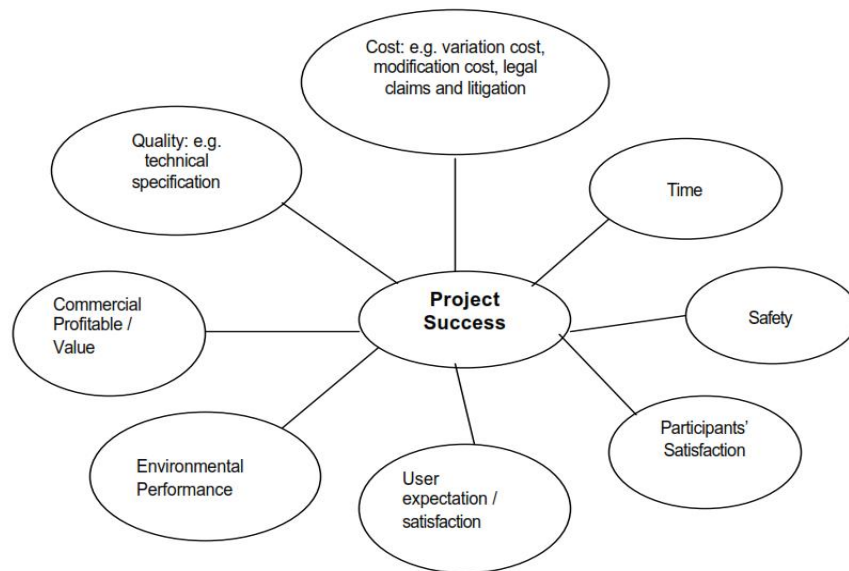 Cost: e.g. variation cost,
modification cost, legal
claims and litigation
Quality: e.g.
technical
specification
Time
Project
Success
Commercial
Profitable /
Value
Safety
Participants’
Satisfaction
Environmental
Performance
User
expectation /
satisfaction